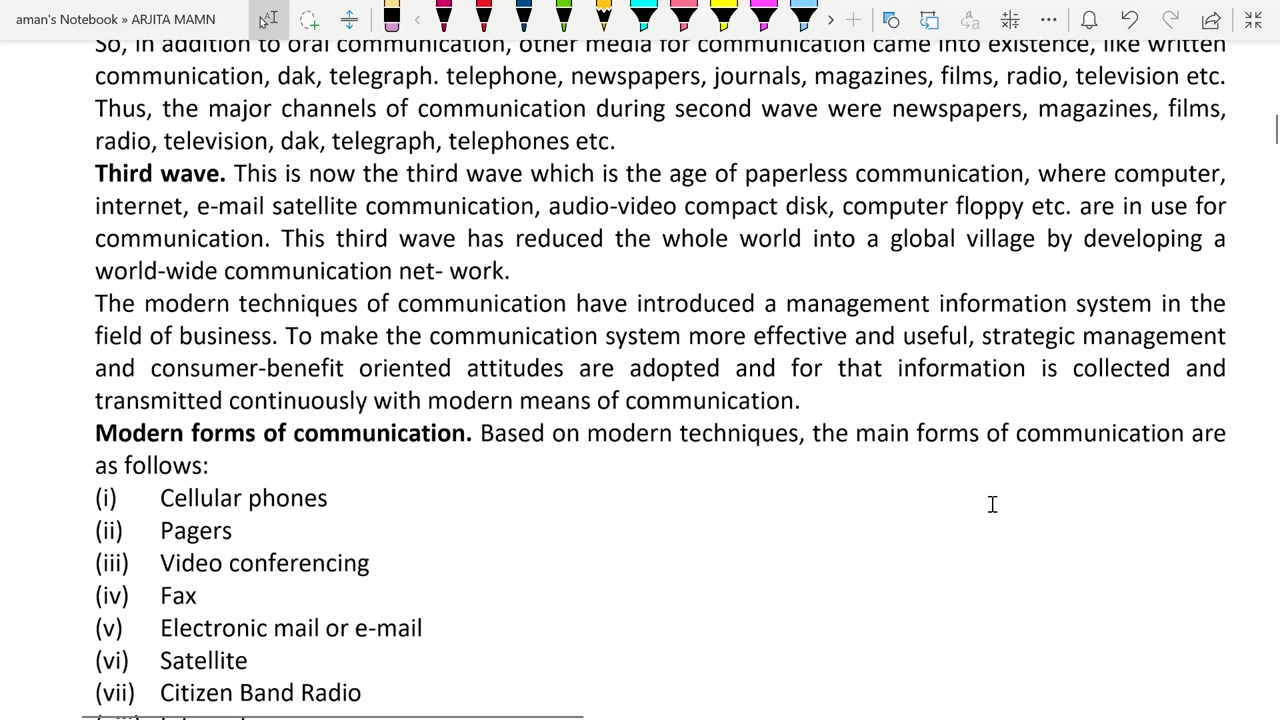 aman's Notebook » ARJITA MAMN
So, in addition to oral communication, other media for communication came into existence, like written
communication, dak, telegraph. telephone, newspapers, journals, magazines, films, radio, television etc.
Thus, the major channels of communication during second wave were newspapers, magazines, films,
radio, television, dak, telegraph, telephones etc.
Third wave. This is now the third wave which is the age of paperless communication, where computer,
internet, e-mail satellite communication, audio-video compact disk, computer floppy etc. are in use for
communication. This third wave has reduced the whole world into a global village by developing a
world-wide communication net- work.
The modern techniques of communication have introduced a management information system in the
field of business. To make the communication system more effective and useful, strategic management
and consumer-benefit oriented attitudes are adopted and for that information is collected and
transmitted continuously with modern means of communication.
Modern forms of communication. Based on modern techniques, the main forms of communication are
as follows:
(i) Cellular phones
(ii) Pagers
(iii) Video conferencing
(iv) Fax
(v) Electronic mail or e-mail
(vi) Satellite
(vii) Citizen Band Radio